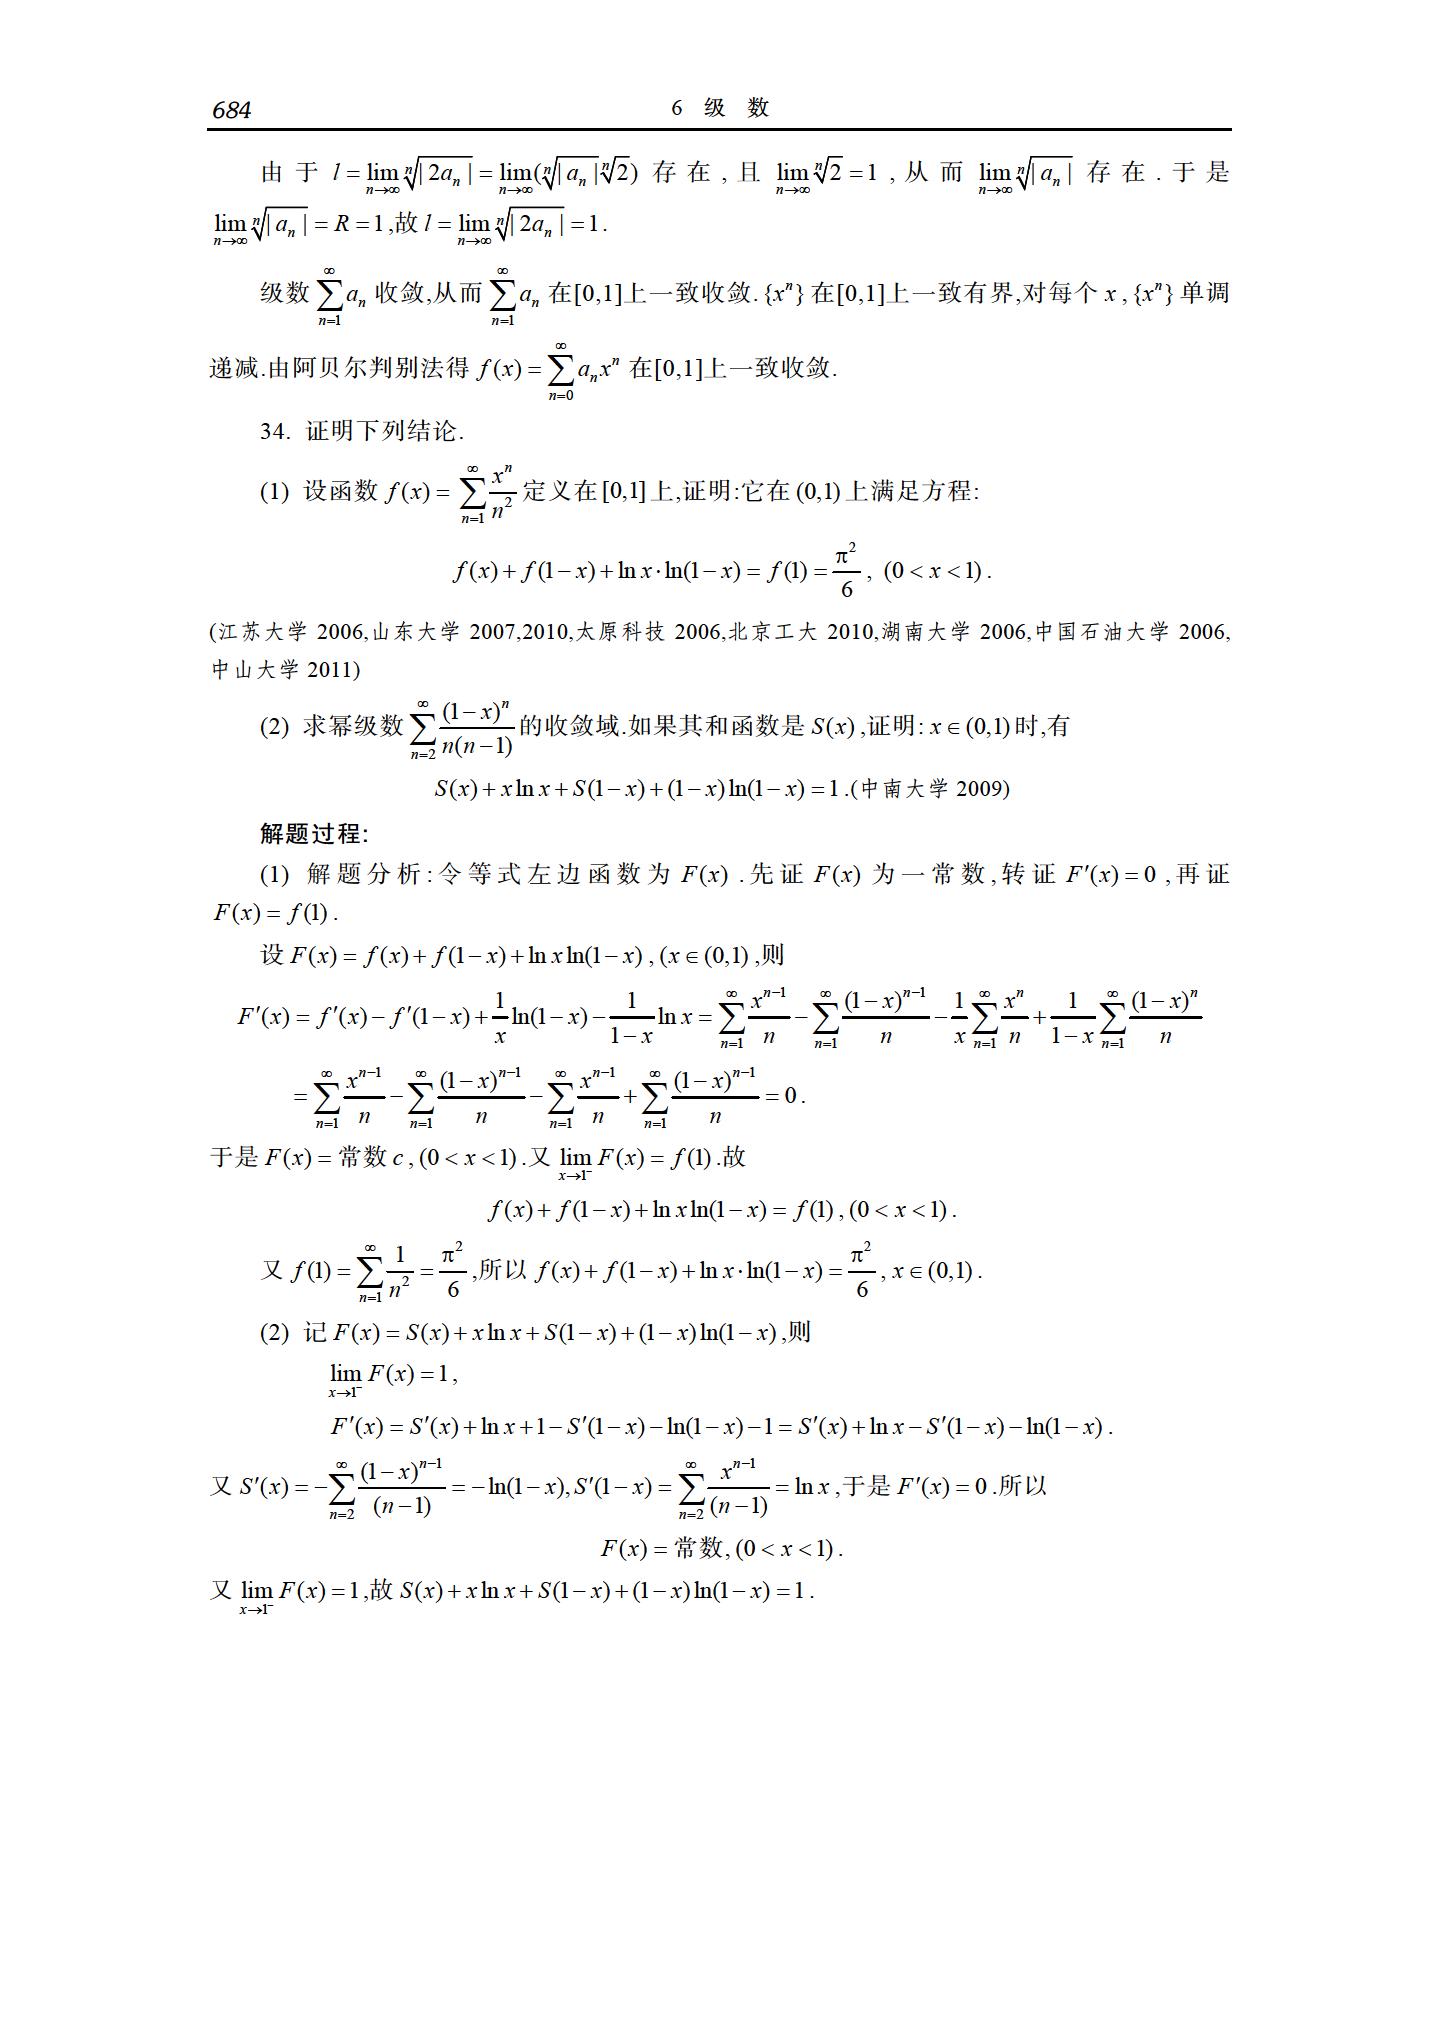 684 6 级 数
由于 $l=\lim_{n\to\infty}\sqrt[n]{|2a_n|}=\lim_{n\to\infty}(\sqrt[n]{|a_n|}\sqrt[n]{2})$ 存在,且 $\lim_{n\to\infty}\sqrt[n]{2}=1$,从而 $\lim_{n\to\infty}\sqrt[n]{|a_n|}$ 存在.于是
$\lim_{n\to\infty}\sqrt[n]{|a_n|}=R=1$,故 $l=\lim_{n\to\infty}\sqrt[n]{|2a_n|}=1$.
级数 $\sum_{n=1}^{\infty}a_n$ 收敛,从而 $\sum_{n=1}^{\infty}a_n$ 在[0,1]上一致收敛.$\{x^n\}$ 在[0,1]上一致有界,对每个 $x$,$\{x^n\}$ 单调
递减.由阿贝尔判别法得 $f(x)=\sum_{n=0}^{\infty}a_nx^n$ 在[0,1]上一致收敛.
34. 证明下列结论.
(1) 设函数 $f(x)=\sum_{n=1}^{\infty}\frac{x^n}{n^2}$ 定义在 $[0,1]$ 上,证明:它在 $(0,1)$ 上满足方程:
$f(x)+f(1-x)+\ln x\cdot\ln(1-x)=f(1)=\frac{\pi^2}{6},\ (0<x<1)$.
(江苏大学 2006,山东大学 2007,2010,太原科技 2006,北京工大 2010,湖南大学 2006,中国石油大学 2006,
中山大学 2011)
(2) 求幂级数 $\sum_{n=2}^{\infty}\frac{(1-x)^n}{n(n-1)}$ 的收敛域.如果其和函数是 $S(x)$,证明: $x\in(0,1)$ 时,有
$S(x)+x\ln x+S(1-x)+(1-x)\ln(1-x)=1$.(中南大学 2009)
解题过程:
(1) 解题分析:令等式左边函数为 $F(x)$.先证 $F(x)$ 为一常数,转证 $F'(x)=0$,再证
$F(x)=f(1)$.
设 $F(x)=f(x)+f(1-x)+\ln x\ln(1-x)$, $(x\in(0,1)$,则
$F'(x)=f'(x)-f'(1-x)+\frac{1}{x}\ln(1-x)-\frac{1}{1-x}\ln x=\sum_{n=1}^{\infty}\frac{x^{n-1}}{n}-\sum_{n=1}^{\infty}\frac{(1-x)^{n-1}}{n}-\frac{1}{x}\sum_{n=1}^{\infty}\frac{x^n}{n}+\frac{1}{1-x}\sum_{n=1}^{\infty}\frac{(1-x)^n}{n}$
$=\sum_{n=1}^{\infty}\frac{x^{n-1}}{n}-\sum_{n=1}^{\infty}\frac{(1-x)^{n-1}}{n}-\sum_{n=1}^{\infty}\frac{x^{n-1}}{n}+\sum_{n=1}^{\infty}\frac{(1-x)^{n-1}}{n}=0$.
于是 $F(x)=$ 常数 $c$, $(0<x<1)$.又 $\lim_{x\to1^-}F(x)=f(1)$.故
$f(x)+f(1-x)+\ln x\ln(1-x)=f(1)$, $(0<x<1)$.
又 $f(1)=\sum_{n=1}^{\infty}\frac{1}{n^2}=\frac{\pi^2}{6}$,所以 $f(x)+f(1-x)+\ln x\cdot\ln(1-x)=\frac{\pi^2}{6}$, $x\in(0,1)$.
(2) 记 $F(x)=S(x)+x\ln x+S(1-x)+(1-x)\ln(1-x)$,则
$\lim_{x\to1^-}F(x)=1$,
$F'(x)=S'(x)+\ln x+1-S'(1-x)-\ln(1-x)-1=S'(x)+\ln x-S'(1-x)-\ln(1-x)$.
又 $S'(x)=-\sum_{n=2}^{\infty}\frac{(1-x)^{n-1}}{(n-1)}=-\ln(1-x),S'(1-x)=\sum_{n=2}^{\infty}\frac{x^{n-1}}{(n-1)}=\ln x$,于是 $F'(x)=0$.所以
$F(x)=$ 常数, $(0<x<1)$.
又 $\lim_{x\to1^-}F(x)=1$,故 $S(x)+x\ln x+S(1-x)+(1-x)\ln(1-x)=1$.